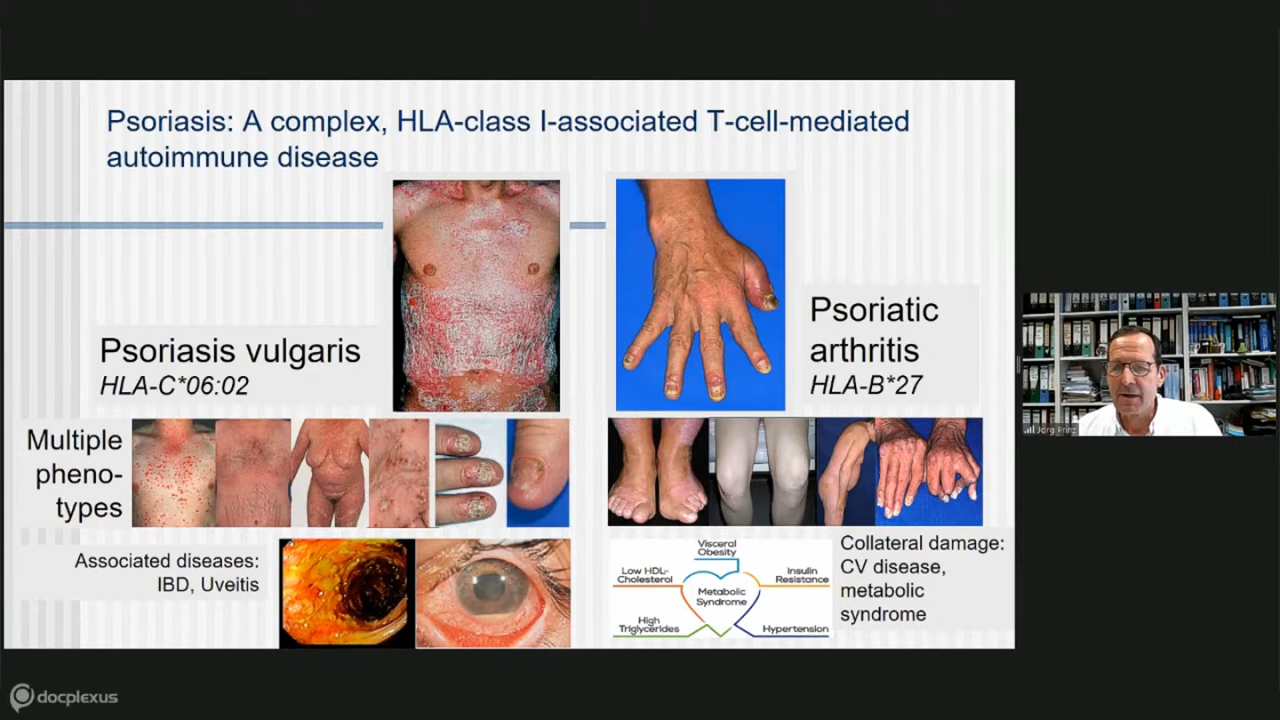 Psoriasis: A complex, HLA-class I-associated T-cell-mediated
autoimmune disease
Psoriasis vulgaris
HLA-C*06:02
Psoriatic
arthritis
HLA-B*27
Multiple
pheno-
types
Associated diseases:
IBD, Uveitis
Visceral
Obesity
Low HDL-
Cholesterol
Insulin
Resistance
Metabolic
Syndrome
High
Triglycerides
Hypertension
Collateral damage:
CV disease,
metabolic
syndrome
Jörg Prinz
docplexus